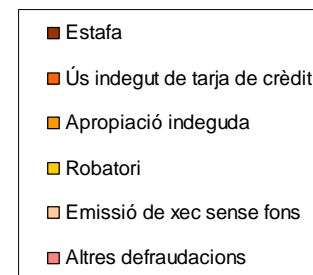 Estafa
Ús indegut de tarja de crèdit
Apropiació indeguda
Robatori
Emissió de xec sense fons
Altres defraudacions